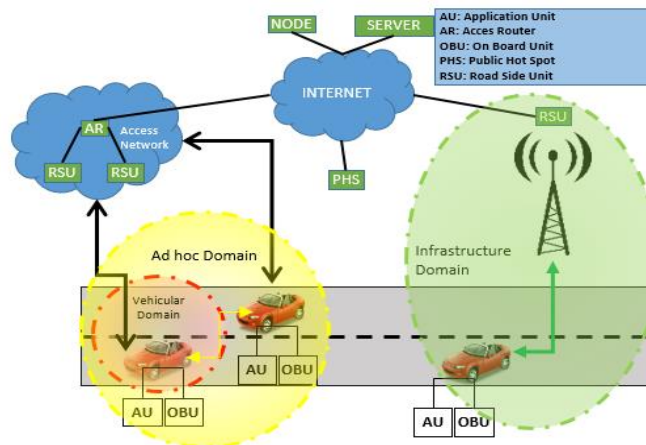 NODE
SERVER
AU: Application Unit
AR: Acces Router
OBU: On Board Unit
PHS: Public Hot Spot
RSU: Road Side Unit
INTERNET
AR
Access
Network
RSU
RSU
RSU
PHS
Ad hoc Domain
Infrastructure
Domain
Vehicular
Domain
AU
OBU
AU
OBU
AU
OBU